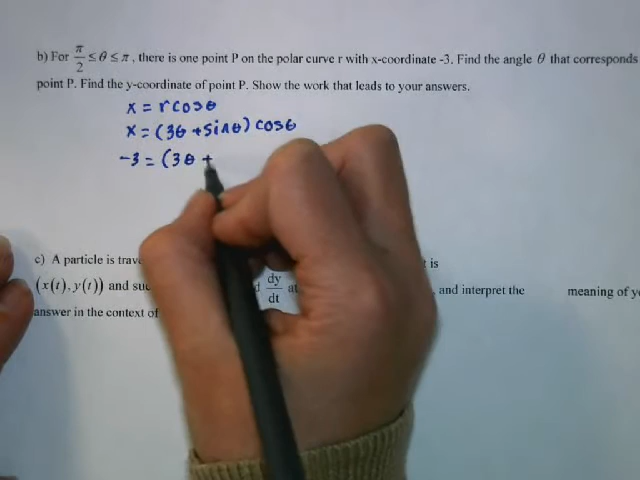 b) For π/2 ≤ θ ≤ π, there is one point P on the polar curve r with x-coordinate -3. Find the angle θ that corresponds
point P. Find the y-coordinate of point P. Show the work that leads to your answers.
x = r cos θ
x = (3θ + sin θ) cos θ
-3 = (3θ +
c) A particle is is
(x(t), y(t)) and dy/dt and interpret the meaning of
answer in the context of